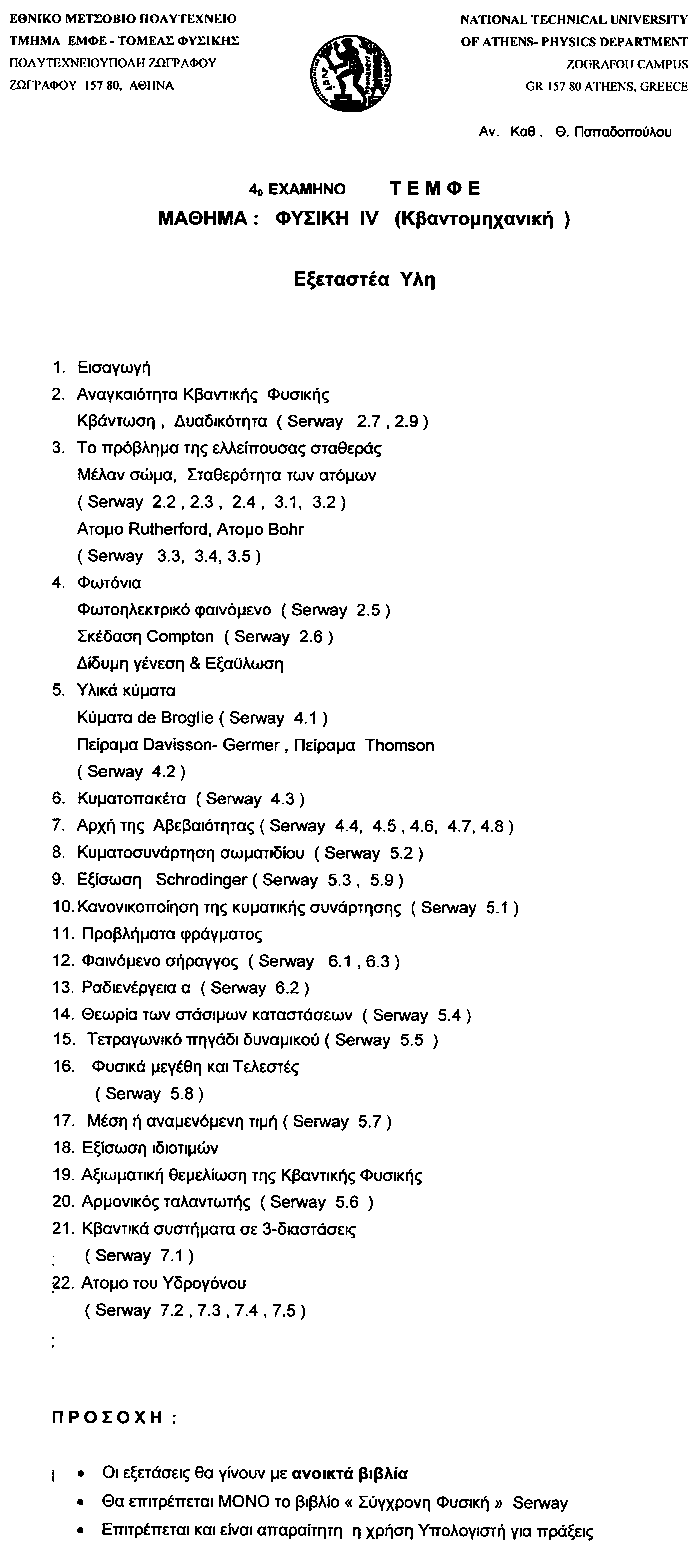 ΕΘΝΙΚΟ ΜΕΤΣΟΒΙΟ ΠΟΛΥΤΕΧΝΕΙΟ
ΤΜΗΜΑ ΕΜΦΕ - ΤΟΜΕΑΣ ΦΥΣΙΚΗΣ
ΠΟΛΥΤΕΧΝΕΙΟΥΠΟΛΗ ΖΩΓΡΑΦΟΥ
ΖΩΓΡΑΦΟΥ 157 80, ΑΘΗΝΑ
NATIONAL TECHNICAL UNIVERSITY
OF ATHENS- PHYSICS DEPARTMENT
ZOGRAFOU CAMPUS
GR 157 80 ATHENS, GREECE
Αν. Καθ. Θ. Παπαδοπούλου
4ο ΕΧΑΜΗΝΟ Τ Ε Μ Φ Ε
ΜΑΘΗΜΑ : ΦΥΣΙΚΗ IV (Κβαντομηχανική )
Εξεταστέα Υλη
1. Εισαγωγή
2. Αναγκαιότητα Κβαντικής Φυσικής
Κβάντωση , Δυαδικότητα ( Serway 2.7 , 2.9 )
3. Το πρόβλημα της ελλείπουσας σταθεράς
Μέλαν σώμα, Σταθερότητα των ατόμων
( Serway 2.2 , 2.3 , 2.4 , 3.1, 3.2 )
Ατομο Rutherford, Ατομο Bohr
( Serway 3.3, 3.4, 3.5 )
4. Φωτόνια
Φωτοηλεκτρικό φαινόμενο ( Serway 2.5 )
Σκέδαση Compton ( Serway 2.6 )
Δίδυμη γένεση & Εξαϋλωση
5. Υλικά κύματα
Κύματα de Broglie ( Serway 4.1 )
Πείραμα Davisson- Germer , Πείραμα Thomson
( Serway 4.2 )
6. Κυματοπακέτα ( Serway 4.3 )
7. Αρχή της Αβεβαιότητας ( Serway 4.4, 4.5 , 4.6, 4.7, 4.8 )
8. Κυματοσυνάρτηση σωματιδίου ( Serway 5.2 )
9. Εξίσωση Schrodinger ( Serway 5.3 , 5.9 )
10. Κανονικοποίηση της κυματικής συνάρτησης ( Serway 5.1 )
11. Προβλήματα φράγματος
12. Φαινόμενο σήραγγος ( Serway 6.1 , 6.3 )
13. Ραδιενέργεια α ( Serway 6.2 )
14. Θεωρία των στάσιμων καταστάσεων ( Serway 5.4 )
15. Τετραγωνικό πηγάδι δυναμικού ( Serway 5.5 )
16. Φυσικά μεγέθη και Τελεστές
( Serway 5.8 )
17. Μέση ή αναμενόμενη τιμή ( Serway 5.7 )
18. Εξίσωση ιδιοτιμών
19. Αξιωματική θεμελίωση της Κβαντικής Φυσικής
20. Αρμονικός ταλαντωτής ( Serway 5.6 )
21. Κβαντικά συστήματα σε 3-διαστάσεις
( Serway 7.1 )
22. Ατομο του Υδρογόνου
( Serway 7.2 , 7.3 , 7.4 , 7.5 )
Π Ρ Ο Σ Ο Χ Η :
• Οι εξετάσεις θα γίνουν με ανοικτά βιβλία
• Θα επιτρέπεται ΜΟΝΟ το βιβλίο « Σύγχρονη Φυσική » Serway
• Επιτρέπεται και είναι απαραίτητη η χρήση Υπολογιστή για πράξεις